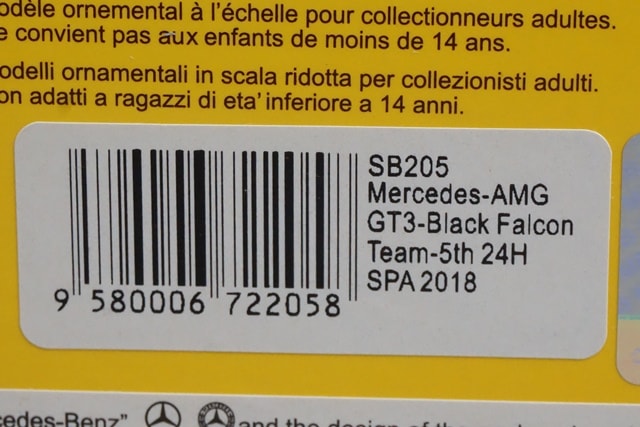 odèle ornemental à l'échelle pour collectionneurs adultes.
e convient pas aux enfants de moins de 14 ans.
odelli ornamentali in scala ridotta per collezionisti adulti.
on adatti a ragazzi di eta' inferiore a 14 anni.
SB205
Mercedes-AMG
GT3-Black Falcon
Team-5th 24H
SPA 2018
9 580006 722058
cedes-Benz" and the design of the